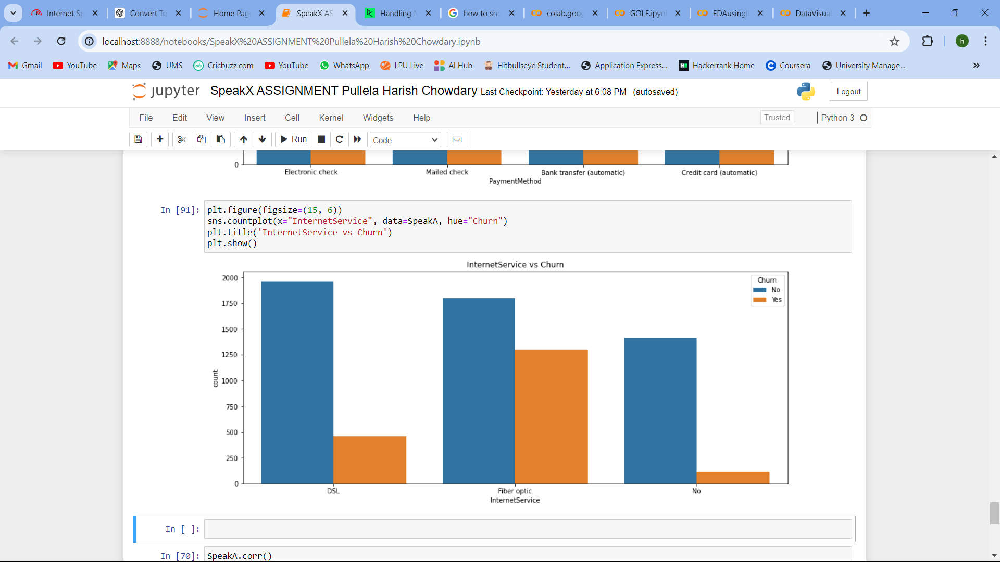 Internet Sp
Convert To
Home Pag
SpeakX AS
Handling M
how to sho
colab.goog
GOLF.ipyn
EDAusing
DataVisual
localhost:8888/notebooks/SpeakX%20ASSIGNMENT%20Pullela%20Harish%20Chowdary.ipynb
h
Gmail
YouTube
Maps
UMS
Cricbuzz.com
YouTube
WhatsApp
LPU Live
AI Hub
Hitbullseye Student...
Application Express...
Hackerrank Home
Coursera
University Manage...
jupyter SpeakX ASSIGNMENT Pullela Harish Chowdary Last Checkpoint: Yesterday at 6:08 PM (autosaved)
Logout
File Edit View Insert Cell Kernel Widgets Help
Trusted
Python 3
Run
Code
0
Electronic check
Mailed check
Bank transfer (automatic)
Credit card (automatic)
PaymentMethod
In [91]:
plt.figure(figsize=(15, 6))
sns.countplot(x="InternetService", data=SpeakA, hue="Churn")
plt.title('InternetService vs Churn')
plt.show()
InternetService vs Churn
Churn
No
Yes
2000
1750
1500
1250
1000
750
500
250
0
count
DSL
Fiber optic
No
InternetService
In [ ]:
In [70]: SpeakA.corr()